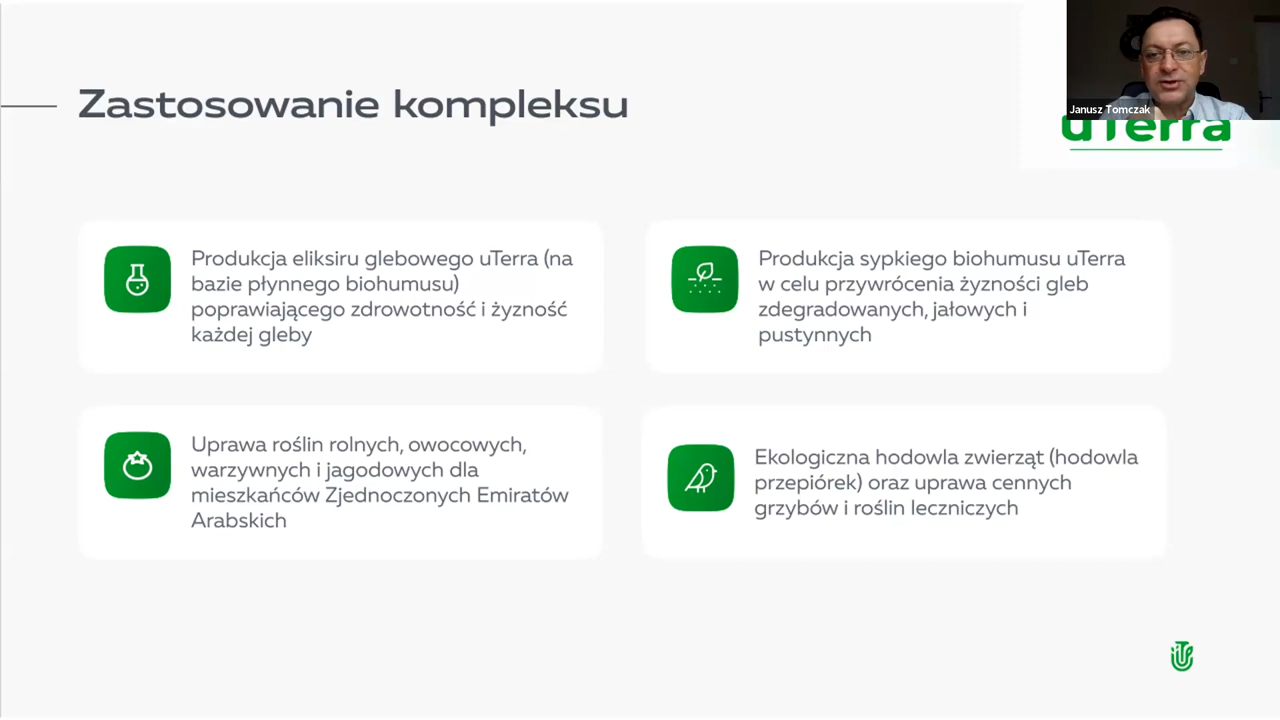 Zastosowanie kompleksu
Janusz Tomczak
uTerra
Produkcja eliksiru glebowego uTerra (na
bazie płynnego biohumusu)
poprawiającego zdrowotność i żyzność
każdej gleby
Produkcja sypkiego biohumusu uTerra
w celu przywrócenia żyzności gleb
zdegradowanych, jałowych i
pustynnych
Uprawa roślin rolnych, owocowych,
warzywnych i jagodowych dla
mieszkańców Zjednoczonych Emiratów
Arabskich
Ekologiczna hodowla zwierząt (hodowla
przepiórek) oraz uprawa cennych
grzybów i roślin leczniczych